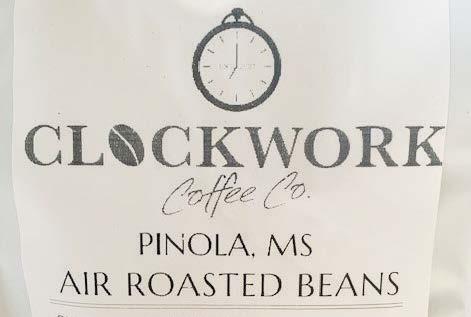 CLOCKWORK
Coffee Co.
PINOLA, MS
AIR ROASTED BEANS